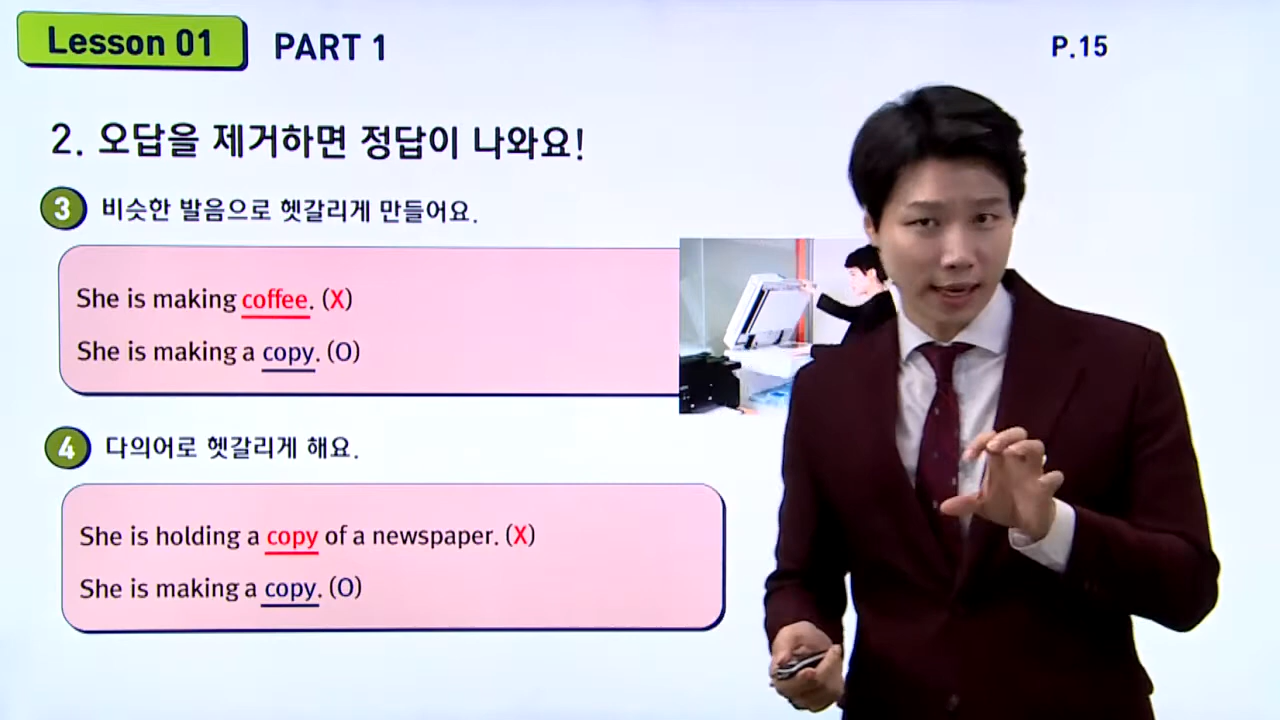 Lesson 01
PART 1
P.15
2. 오답을 제거하면 정답이 나와요!
3 비슷한 발음으로 헷갈리게 만들어요.
She is making coffee. (X)
She is making a copy. (O)
4 다의어로 헷갈리게 해요.
She is holding a copy of a newspaper. (X)
She is making a copy. (O)